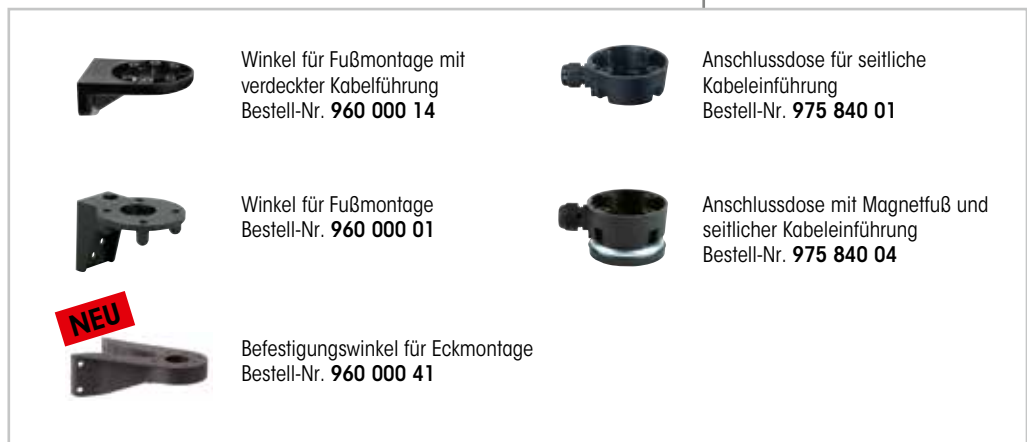 Winkel für Fußmontage mit
verdeckter Kabelführung
Bestell-Nr. 960 000 14
Anschlussdose für seitliche
Kabeleinführung
Bestell-Nr. 975 840 01
Winkel für Fußmontage
Bestell-Nr. 960 000 01
Anschlussdose mit Magnetfuß und
seitlicher Kabeleinführung
Bestell-Nr. 975 840 04
NEU
Befestigungswinkel für Eckmontage
Bestell-Nr. 960 000 41